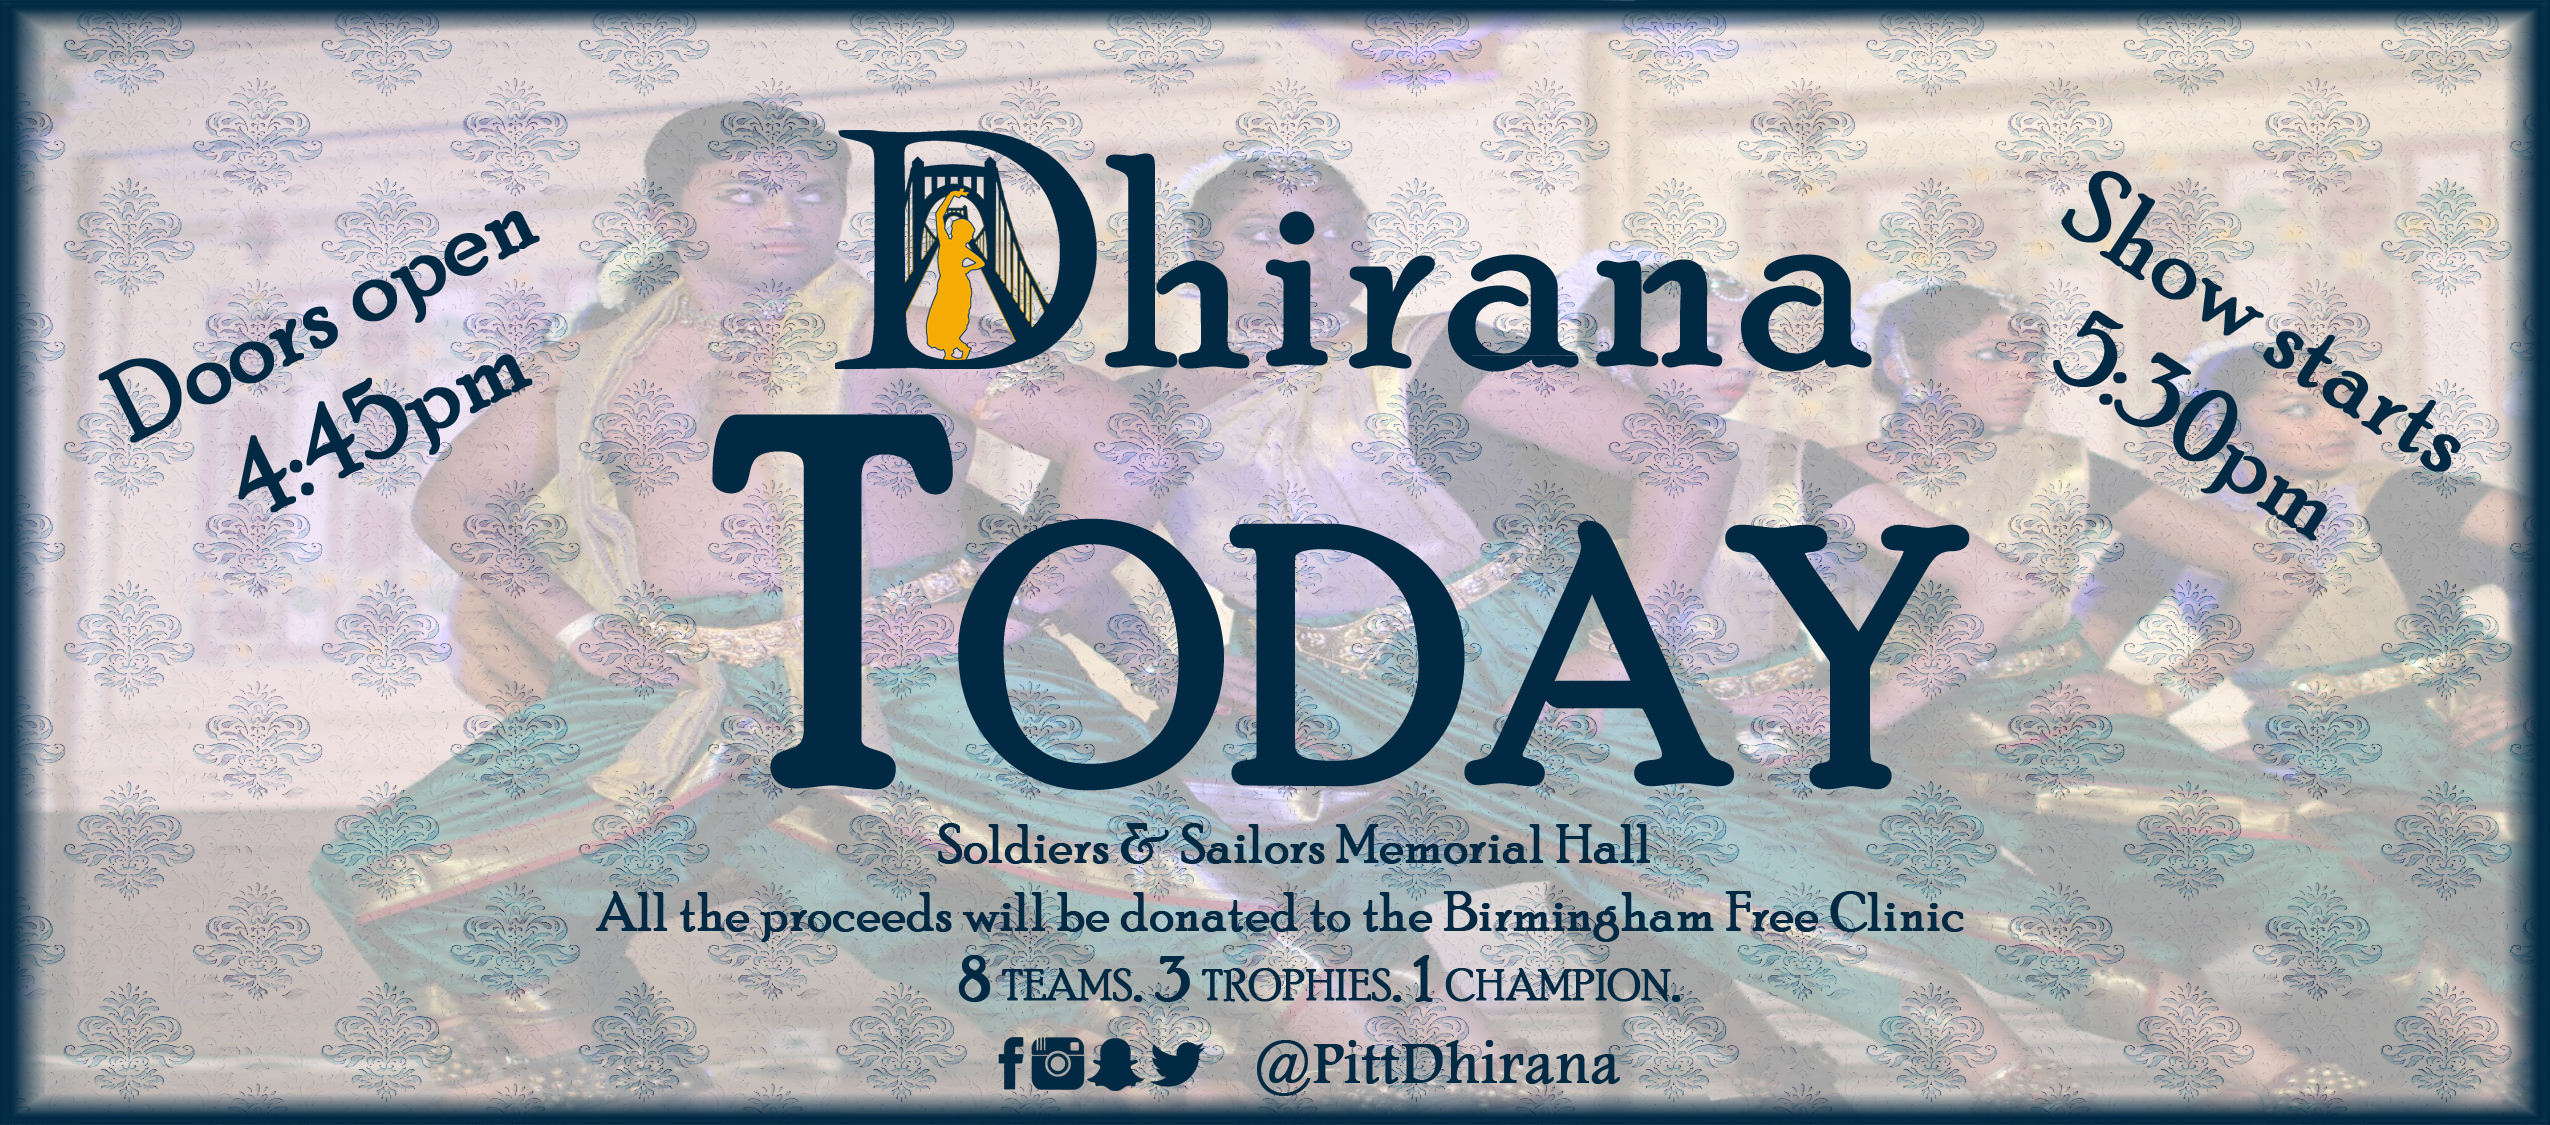 Dhirana
TODAY
Doors open
4:45pm
Show starts
5:30pm
Soldiers & Sailors Memorial Hall
All the proceeds will be donated to the Birmingham Free Clinic
8 TEAMS. 3 TROPHIES. 1 CHAMPION.
@PittDhirana